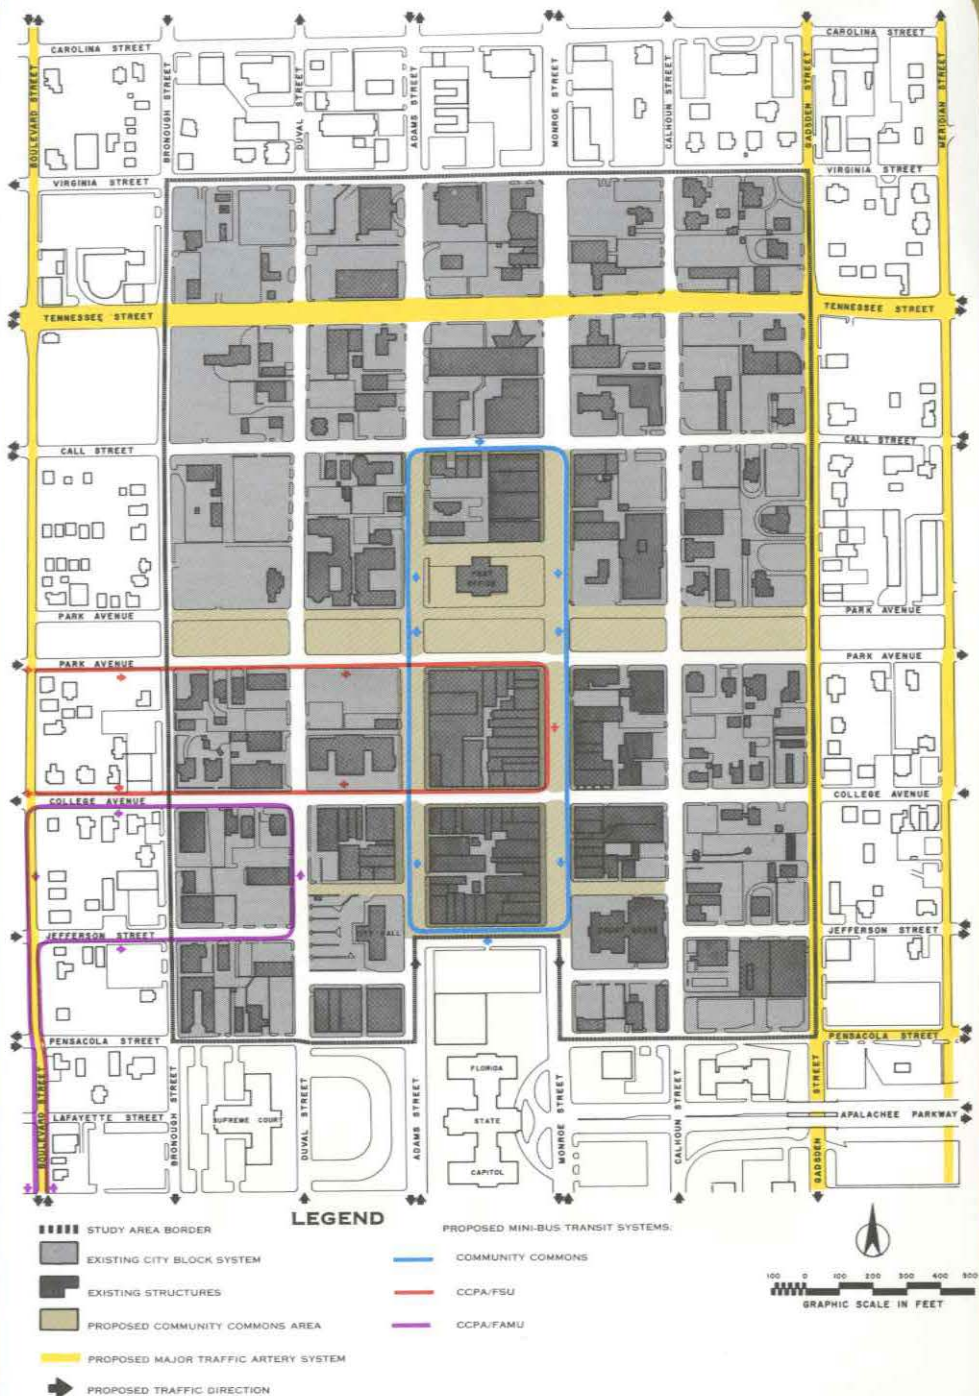 CAROLINA STREET
CAROLINA STREET
BOULEVARD STREET
BRONOUGH STREET
DUVAL STREET
ADAMS STREET
MONROE STREET
CALHOUN STREET
GADSDEN STREET
MERIDIAN STREET
VIRGINIA STREET
VIRGINIA STREET
TENNESSEE STREET
TENNESSEE STREET
CALL STREET
CALL STREET
POST
OFFICE
PARK AVENUE
PARK AVENUE
PARK AVENUE
PARK AVENUE
COLLEGE AVENUE
COLLEGE AVENUE
JEFFERSON STREET
CITY HALL
COURT HOUSE
JEFFERSON STREET
PENSACOLA STREET
PENSACOLA STREET
LAFAYETTE STREET
SUPREME COURT
FLORIDA
STATE
CAPITOL
APALACHEE PARKWAY
BOULEVARD STREET
BRONOUGH STREET
DUVAL STREET
ADAMS STREET
MONROE STREET
CALHOUN STREET
GADSDEN STREET
LEGEND
STUDY AREA BORDER
EXISTING CITY BLOCK SYSTEM
EXISTING STRUCTURES
PROPOSED COMMUNITY COMMONS AREA
PROPOSED MAJOR TRAFFIC ARTERY SYSTEM
PROPOSED TRAFFIC DIRECTION
PROPOSED MINI-BUS TRANSIT SYSTEMS:
COMMUNITY COMMONS
CCPA/FSU
CCPA/FAMU
100 0 100 200 300 400 500
GRAPHIC SCALE IN FEET